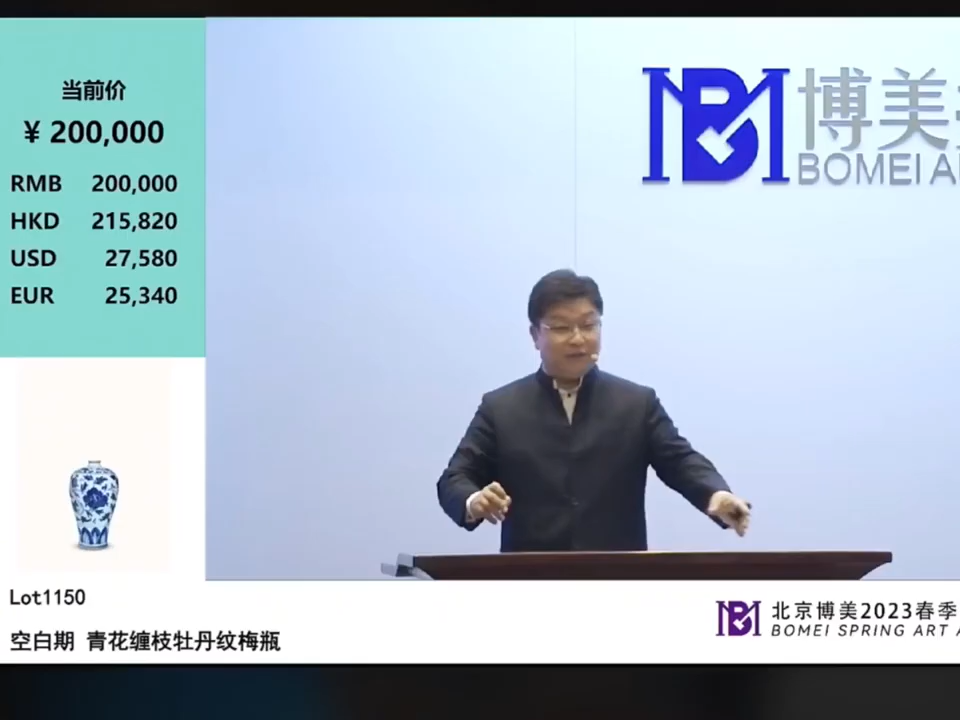 当前价
¥ 200,000
RMB 200,000
HKD 215,820
USD 27,580
EUR 25,340
博美
BOMEI
Lot1150
空白期 青花缠枝牡丹纹梅瓶
北京博美2023春季
BOMEI SPRING ART